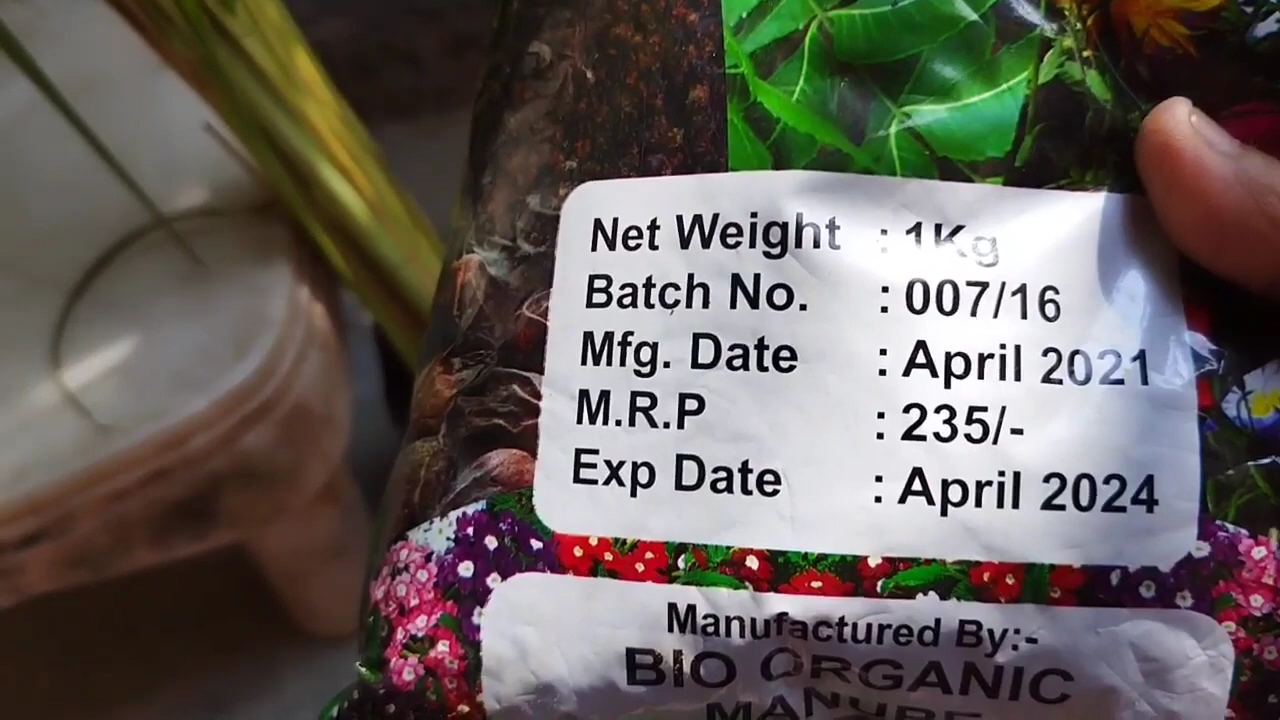 Net Weight : 1Kg
Batch No. : 007/16
Mfg. Date : April 2021
M.R.P : 235/-
Exp Date : April 2024
Manufactured By:-
BIO ORGANIC
MANURE